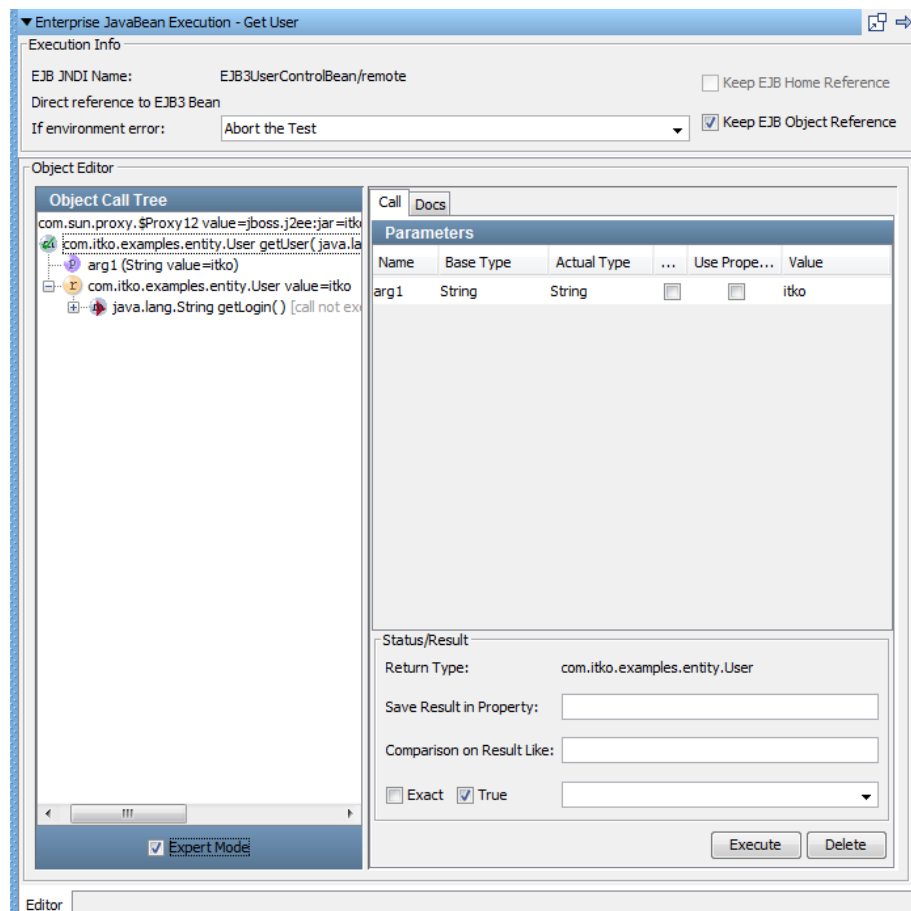 Enterprise JavaBean Execution - Get User
Execution Info
EJB JNDI Name: EJB3UserControlBean/remote
Keep EJB Home Reference
Direct reference to EJB3 Bean
If environment error: Abort the Test
Keep EJB Object Reference
Object Editor
Object Call Tree
com.sun.proxy.$Proxy12 value=jboss.j2ee:jar=itk
com.itko.examples.entity.User getUser( java.la
arg1 (String value=itko)
com.itko.examples.entity.User value=itko
java.lang.String getLogin( ) [call not ex
Expert Mode
Call Docs
Parameters
Name Base Type Actual Type ... Use Prope... Value
arg1 String String itko
Status/Result
Return Type: com.itko.examples.entity.User
Save Result in Property:
Comparison on Result Like:
Exact True
Execute Delete
Editor